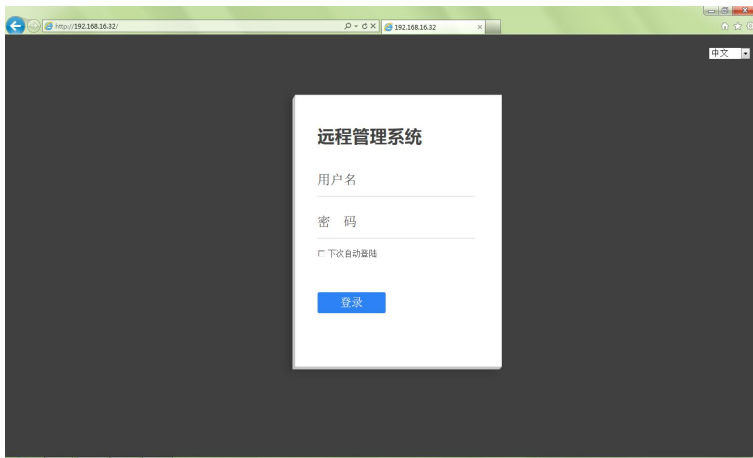 http://192.168.16.32/
192.168.16.32
中文
远程管理系统
用户名
密 码
下次自动登陆
登录